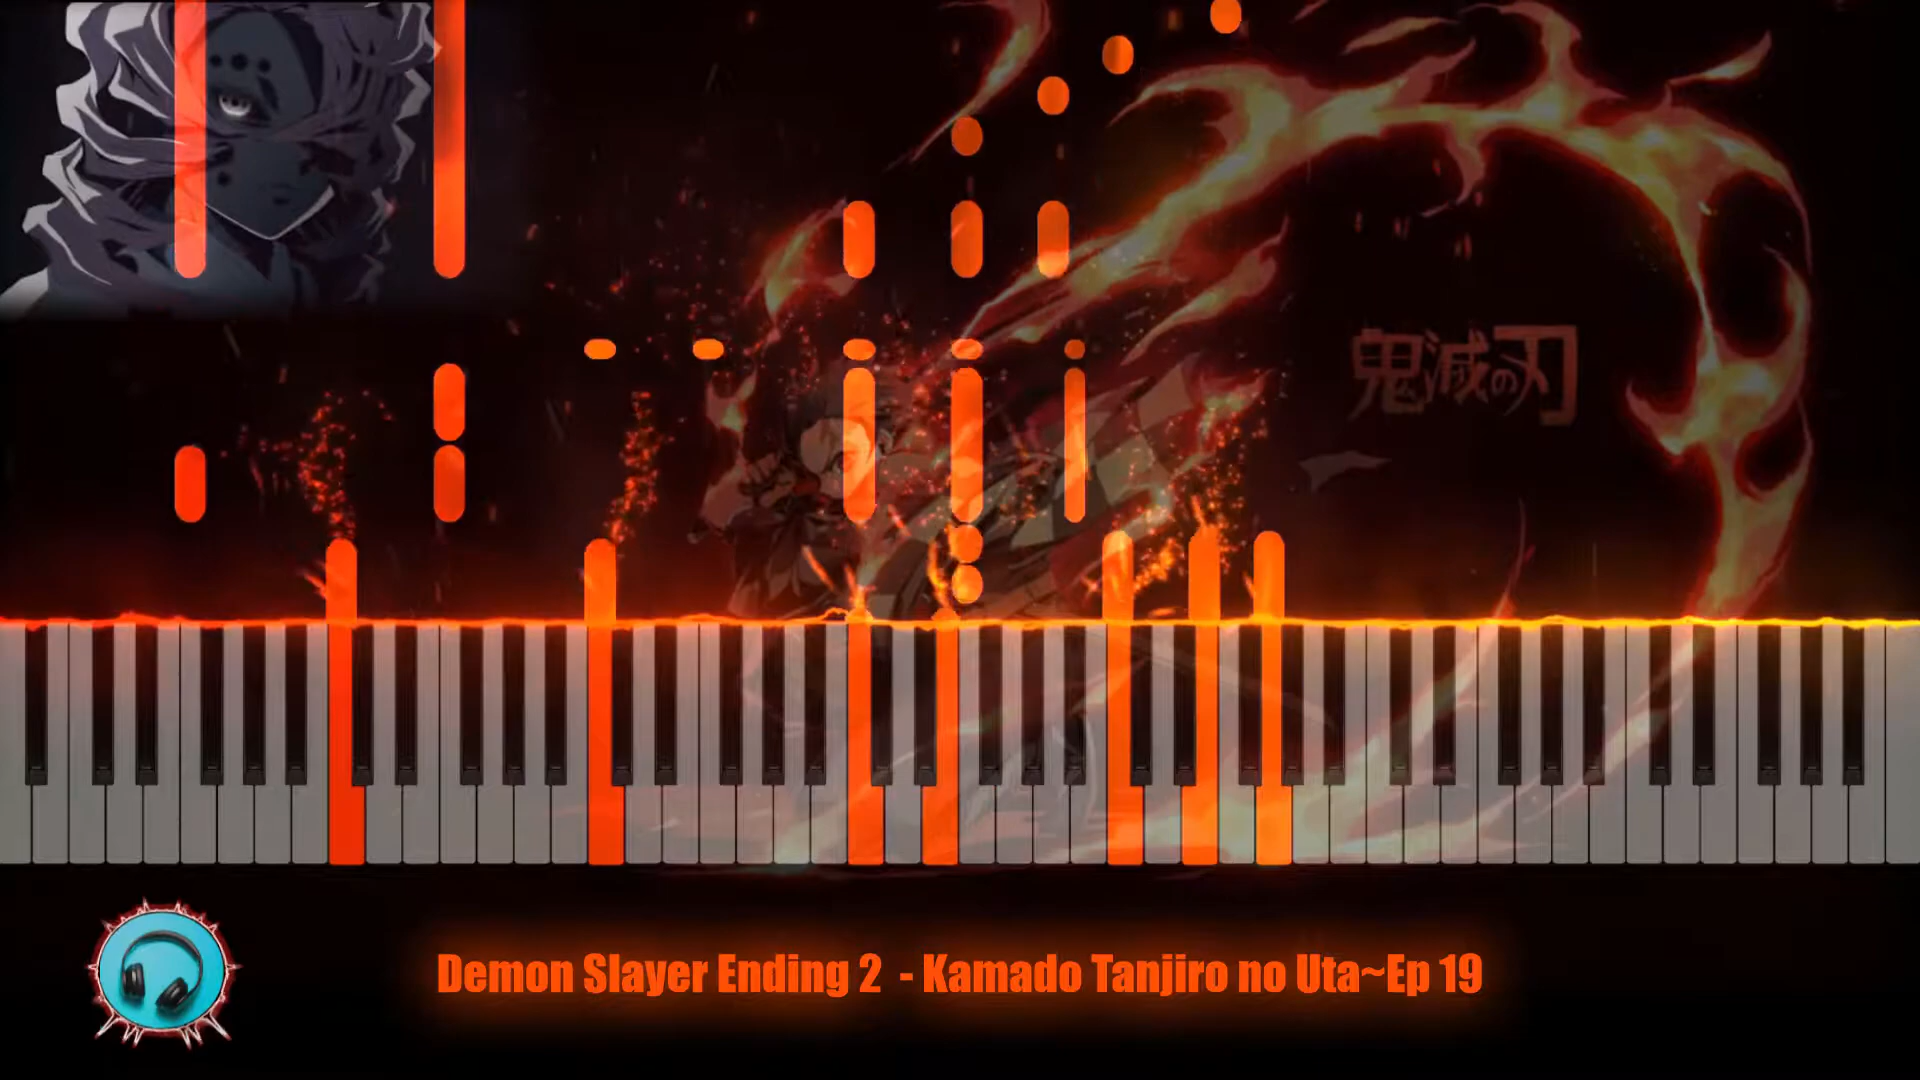 鬼滅の刃
Demon Slayer Ending 2 - Kamado Tanjiro no Uta~Ep 19